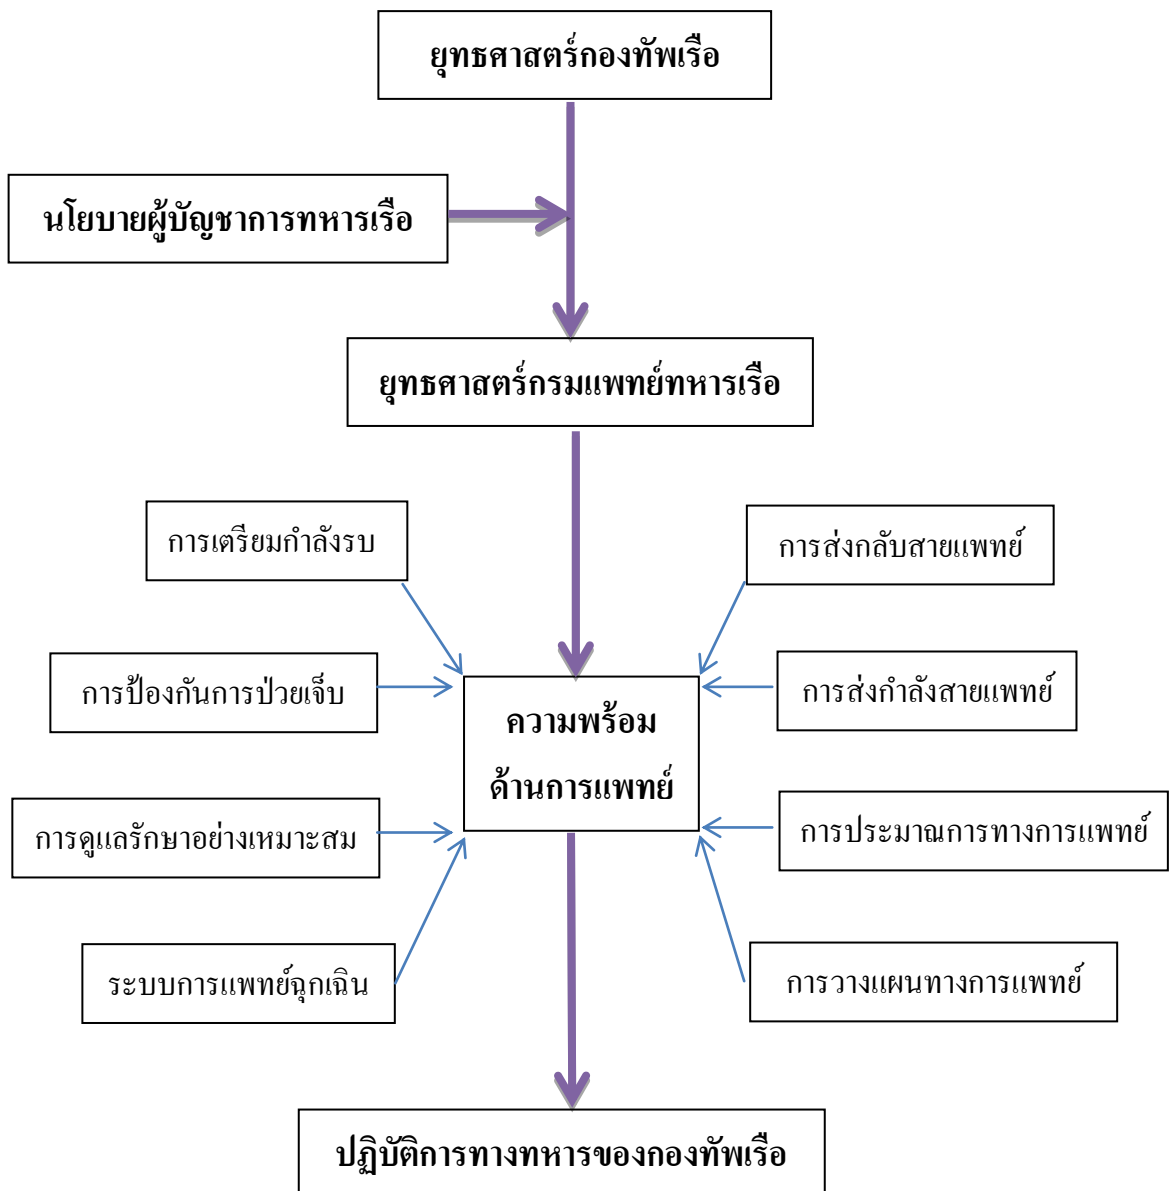 ยุทธศาสตร์กองทัพเรือ
นโยบายผู้บัญชาการทหารเรือ
ยุทธศาสตร์กรมแพทย์ทหารเรือ
การเตรียมกำลังรบ
การส่งกลับสายแพทย์
การป้องกันการป่วยเจ็บ
การส่งกำลังสายแพทย์
ความพร้อม
ด้านการแพทย์
การดูแลรักษาอย่างเหมาะสม
การประมาณการทางการแพทย์
ระบบการแพทย์ฉุกเฉิน
การวางแผนทางการแพทย์
ปฏิบัติการทางทหารของกองทัพเรือ